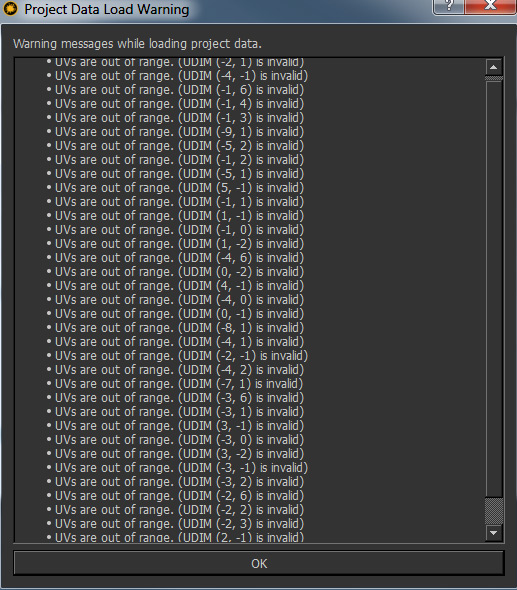 Project Data Load Warning
Warning messages while loading project data.
• UVs are out of range. (UDIM (-2, 1) is invalid)
• UVs are out of range. (UDIM (-4, -1) is invalid)
• UVs are out of range. (UDIM (-1, 6) is invalid)
• UVs are out of range. (UDIM (-1, 4) is invalid)
• UVs are out of range. (UDIM (-1, 3) is invalid)
• UVs are out of range. (UDIM (-9, 1) is invalid)
• UVs are out of range. (UDIM (-5, 2) is invalid)
• UVs are out of range. (UDIM (-1, 2) is invalid)
• UVs are out of range. (UDIM (-5, 1) is invalid)
• UVs are out of range. (UDIM (5, -1) is invalid)
• UVs are out of range. (UDIM (-1, 1) is invalid)
• UVs are out of range. (UDIM (1, -1) is invalid)
• UVs are out of range. (UDIM (-1, 0) is invalid)
• UVs are out of range. (UDIM (1, -2) is invalid)
• UVs are out of range. (UDIM (-4, 6) is invalid)
• UVs are out of range. (UDIM (0, -2) is invalid)
• UVs are out of range. (UDIM (4, -1) is invalid)
• UVs are out of range. (UDIM (-4, 0) is invalid)
• UVs are out of range. (UDIM (0, -1) is invalid)
• UVs are out of range. (UDIM (-8, 1) is invalid)
• UVs are out of range. (UDIM (-4, 1) is invalid)
• UVs are out of range. (UDIM (-2, -1) is invalid)
• UVs are out of range. (UDIM (-4, 2) is invalid)
• UVs are out of range. (UDIM (-7, 1) is invalid)
• UVs are out of range. (UDIM (-3, 6) is invalid)
• UVs are out of range. (UDIM (-3, 1) is invalid)
• UVs are out of range. (UDIM (3, -1) is invalid)
• UVs are out of range. (UDIM (-3, 0) is invalid)
• UVs are out of range. (UDIM (3, -2) is invalid)
• UVs are out of range. (UDIM (-3, -1) is invalid)
• UVs are out of range. (UDIM (-3, 2) is invalid)
• UVs are out of range. (UDIM (-2, 6) is invalid)
• UVs are out of range. (UDIM (-2, 2) is invalid)
• UVs are out of range. (UDIM (-2, 3) is invalid)
• UVs are out of range. (UDIM (2, -1) is invalid)
OK